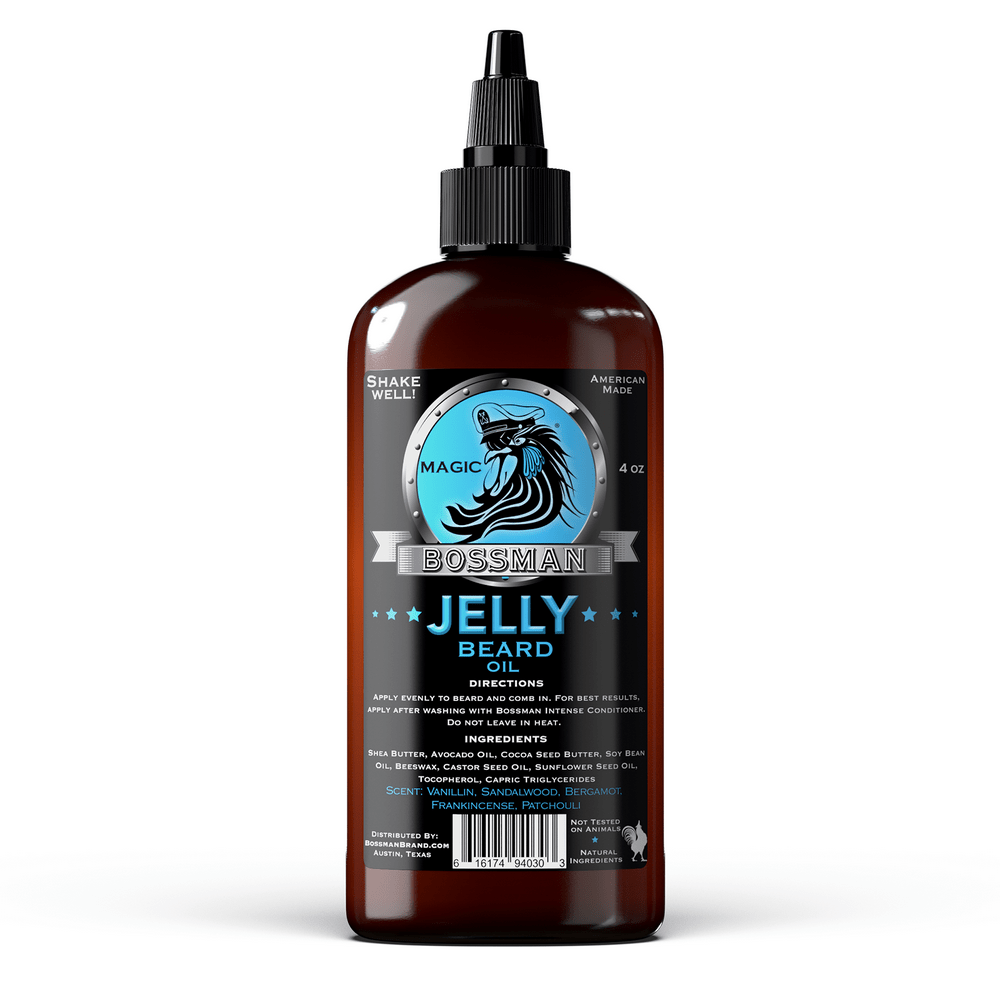 SHAKE
WELL!
AMERICAN
MADE
MAGIC
®
4 OZ
BOSSMAN
JELLY
BEARD
OIL
DIRECTIONS
APPLY EVENLY TO BEARD AND COMB IN. FOR BEST RESULTS,
APPLY AFTER WASHING WITH BOSSMAN INTENSE CONDITIONER.
DO NOT LEAVE IN HEAT.
INGREDIENTS
SHEA BUTTER, AVOCADO OIL, COCOA SEED BUTTER, SOY BEAN
OIL, BEESWAX, CASTOR SEED OIL, SUNFLOWER SEED OIL,
TOCOPHEROL, CAPRIC TRIGLYCERIDES
SCENT: VANILLIN, SANDALWOOD, BERGAMOT,
FRANKINCENSE, PATCHOULI
DISTRIBUTED BY:
BOSSMANBRAND.COM
AUSTIN, TEXAS
6 16174 94030 3
NOT TESTED
ON ANIMALS
NATURAL
INGREDIENTS